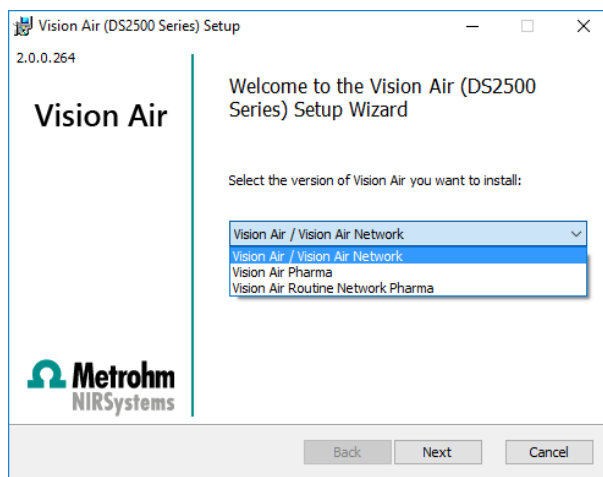 Vision Air (DS2500 Series) Setup
2.0.0.264
Vision Air
Welcome to the Vision Air (DS2500
Series) Setup Wizard
Select the version of Vision Air you want to install:
Vision Air / Vision Air Network
Vision Air / Vision Air Network
Vision Air Pharma
Vision Air Routine Network Pharma
Metrohm
NIRSystems
Back
Next
Cancel